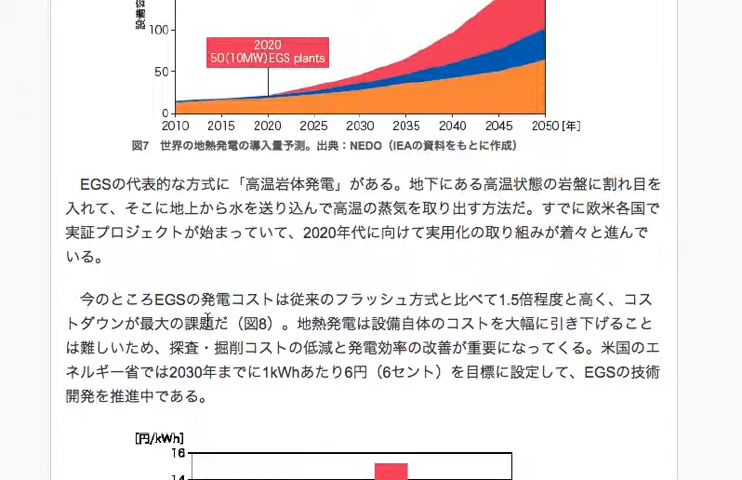 設備容
100
2020
50(10MW)EGS plants
50
0
2010 2015 2020 2025 2030 2035 2040 2045 2050 [年]
図7　世界の地熱発電の導入量予測。出典：NEDO（IEAの資料をもとに作成）
EGSの代表的な方式に「高温岩体発電」がある。地下にある高温状態の岩盤に割れ目を
入れて、そこに地上から水を送り込んで高温の蒸気を取り出す方法だ。すでに欧米各国で
実証プロジェクトが始まっていて、2020年代に向けて実用化の取り組みが着々と進んで
いる。
今のところEGSの発電コストは従来のフラッシュ方式と比べて1.5倍程度と高く、コス
トダウンが最大の課題だ（図8）。地熱発電は設備自体のコストを大幅に引き下げること
は難しいため、探査・掘削コストの低減と発電効率の改善が重要になってくる。米国のエ
ネルギー省では2030年までに1kWhあたり6円（6セント）を目標に設定して、EGSの技術
開発を推進中である。
[円/kWh]
16
14